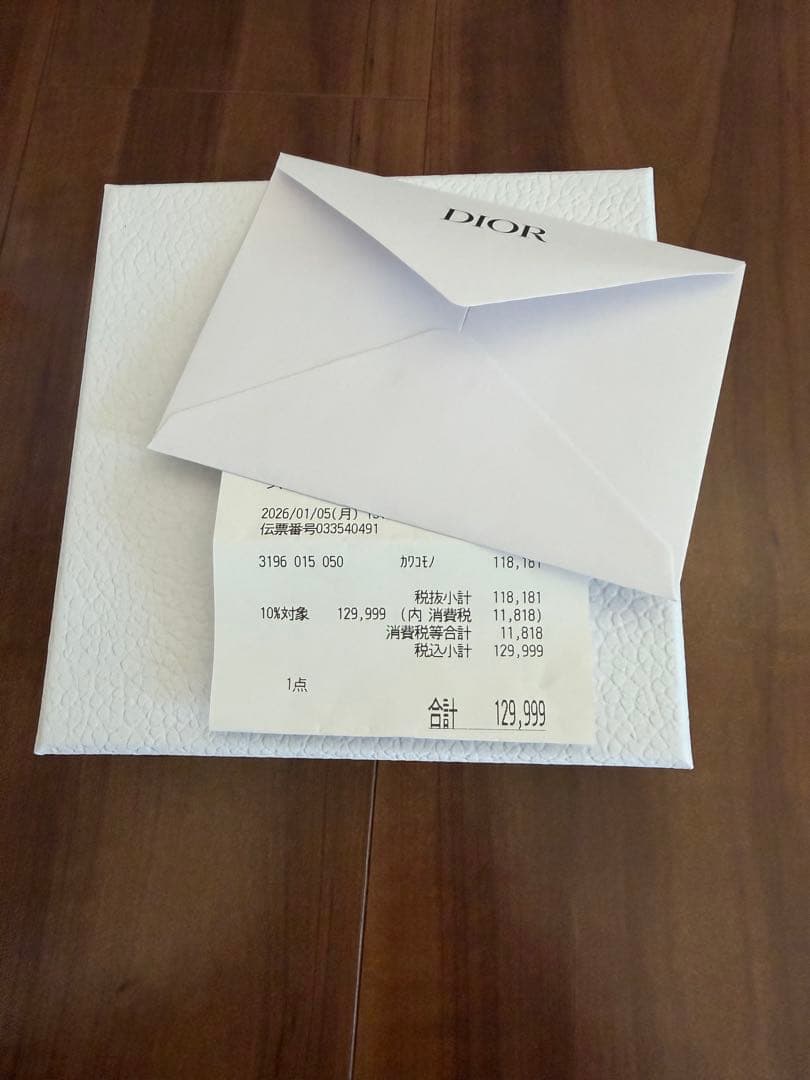 DIOR
2026/01/05(月)
伝票番号033540491
3196 015 050 カワコモノ 118,181
税抜小計 118,181
10%対象 129,999 (内 消費税 11,818)
消費税等合計 11,818
税込小計 129,999
1点
合計 129,999